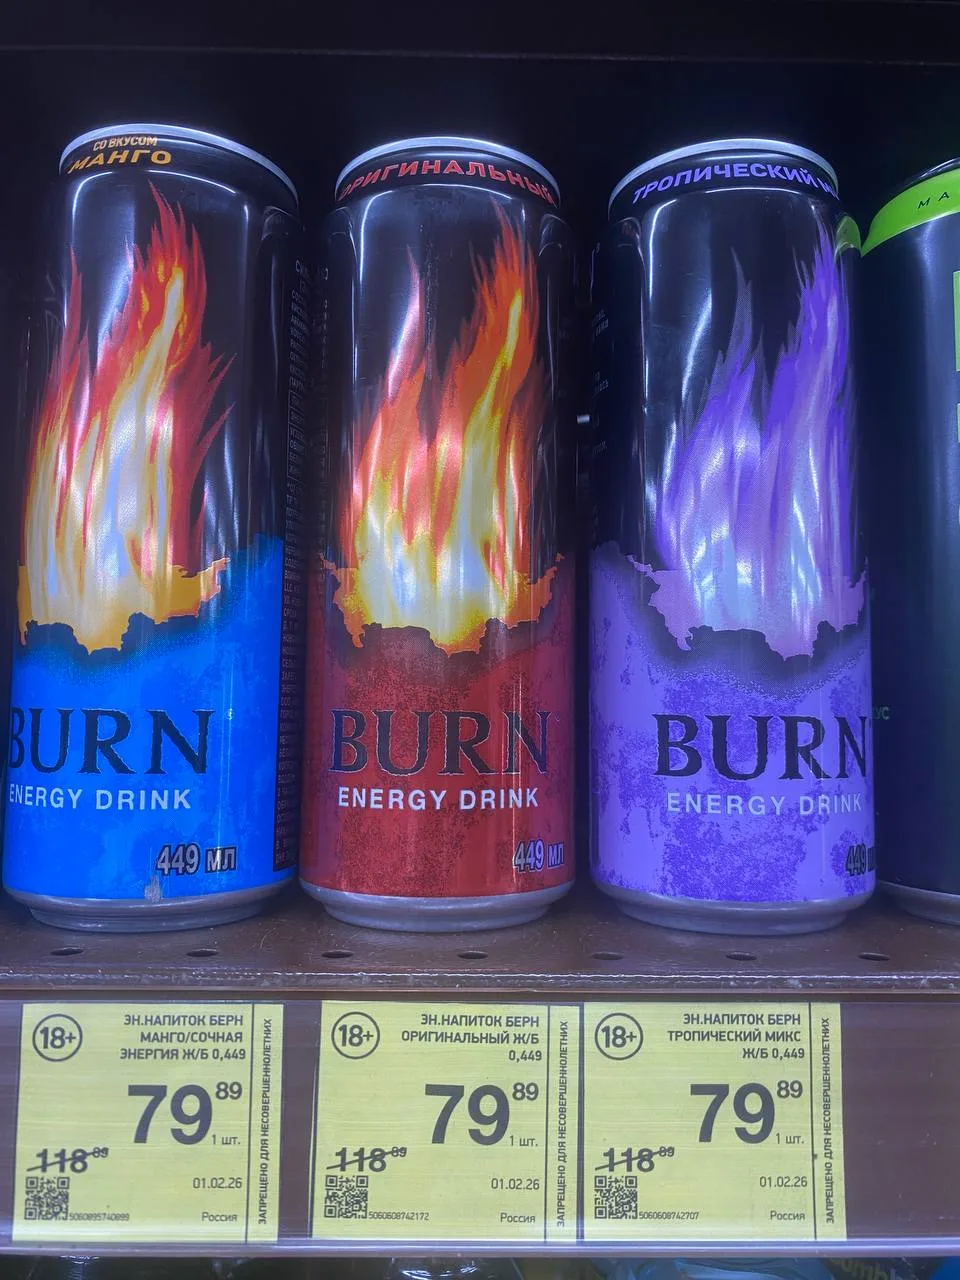 СО ВКУСОМ
МАНГО
BURN
ENERGY DRINK
449 МЛ
ОРИГИНАЛЬНЫЙ
BURN
ENERGY DRINK
449 МЛ
ТРОПИЧЕСКИЙ
BURN
ENERGY DRINK
449
МА
18+
ЭН.НАПИТОК БЕРН
МАНГО/СОЧНАЯ
ЭНЕРГИЯ Ж/Б 0,449
79 89
1 шт.
118 89
01.02.26
Россия
ЗАПРЕЩЕНО ДЛЯ НЕСОВЕРШЕННОЛЕТНИХ
18+
ЭН.НАПИТОК БЕРН
ОРИГИНАЛЬНЫЙ Ж/Б
0,449
79 89
1 шт.
118 89
01.02.26
5060608742172
Россия
ЗАПРЕЩЕНО ДЛЯ НЕСОВЕРШЕННОЛЕТНИХ
18+
ЭН.НАПИТОК БЕРН
ТРОПИЧЕСКИЙ МИКС
Ж/Б 0,449
79 89
1 шт.
118 89
01.02.26
5060608742707
Россия
ЗАПРЕЩЕНО ДЛЯ НЕСОВЕРШЕННОЛЕТНИХ